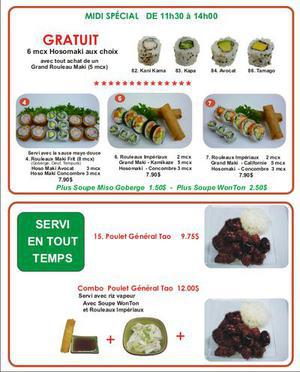 MIDI SPÉCIAL DE 11h30 à 14h00
GRATUIT
6 mcx Hosomaki aux choix
avec tout achat de un
Grand Rouleau Maki (5 mcx)
82. Kani Kama
83. Kapa
84. Avocat
86. Tamago
4
6
7
Servi avec la sauce mayo douce
4. Rouleaux Maki Frit (8 mcx)
(Goberge, Oeuf, Tempura)
Hoso Maki Avocat 3 mcx
Hoso Maki Concombre 3 mcx
7.90$
6. Rouleaux Impériaux 2 mcx
Grand Maki - Kamikaze 5 mcx
Hosomaki - Concombre 3 mcx
7.90$
7. Rouleaux Impériaux 2 mcx
Grand Maki - Californie 5 mcx
Hosomaki - Concombre 3 mcx
7.90$
Plus Soupe Miso Goberge 1.50$ - Plus Soupe WonTon 2.50$
SERVI
EN TOUT
TEMPS
15. Poulet Général Tao 9.75$
Combo Poulet Général Tao 12.00$
Servi avec riz vapeur
Avec Soupe WonTon
et Rouleaux Impériaux
+ +